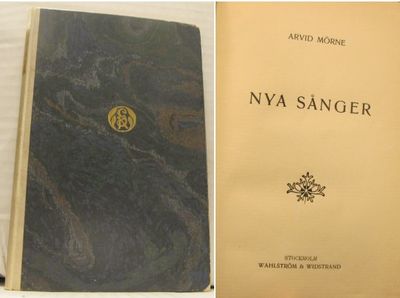 ARVID MÖRNE
NYA SÅNGER
STOCKHOLM
WAHLSTRÖM & WIDSTRAND